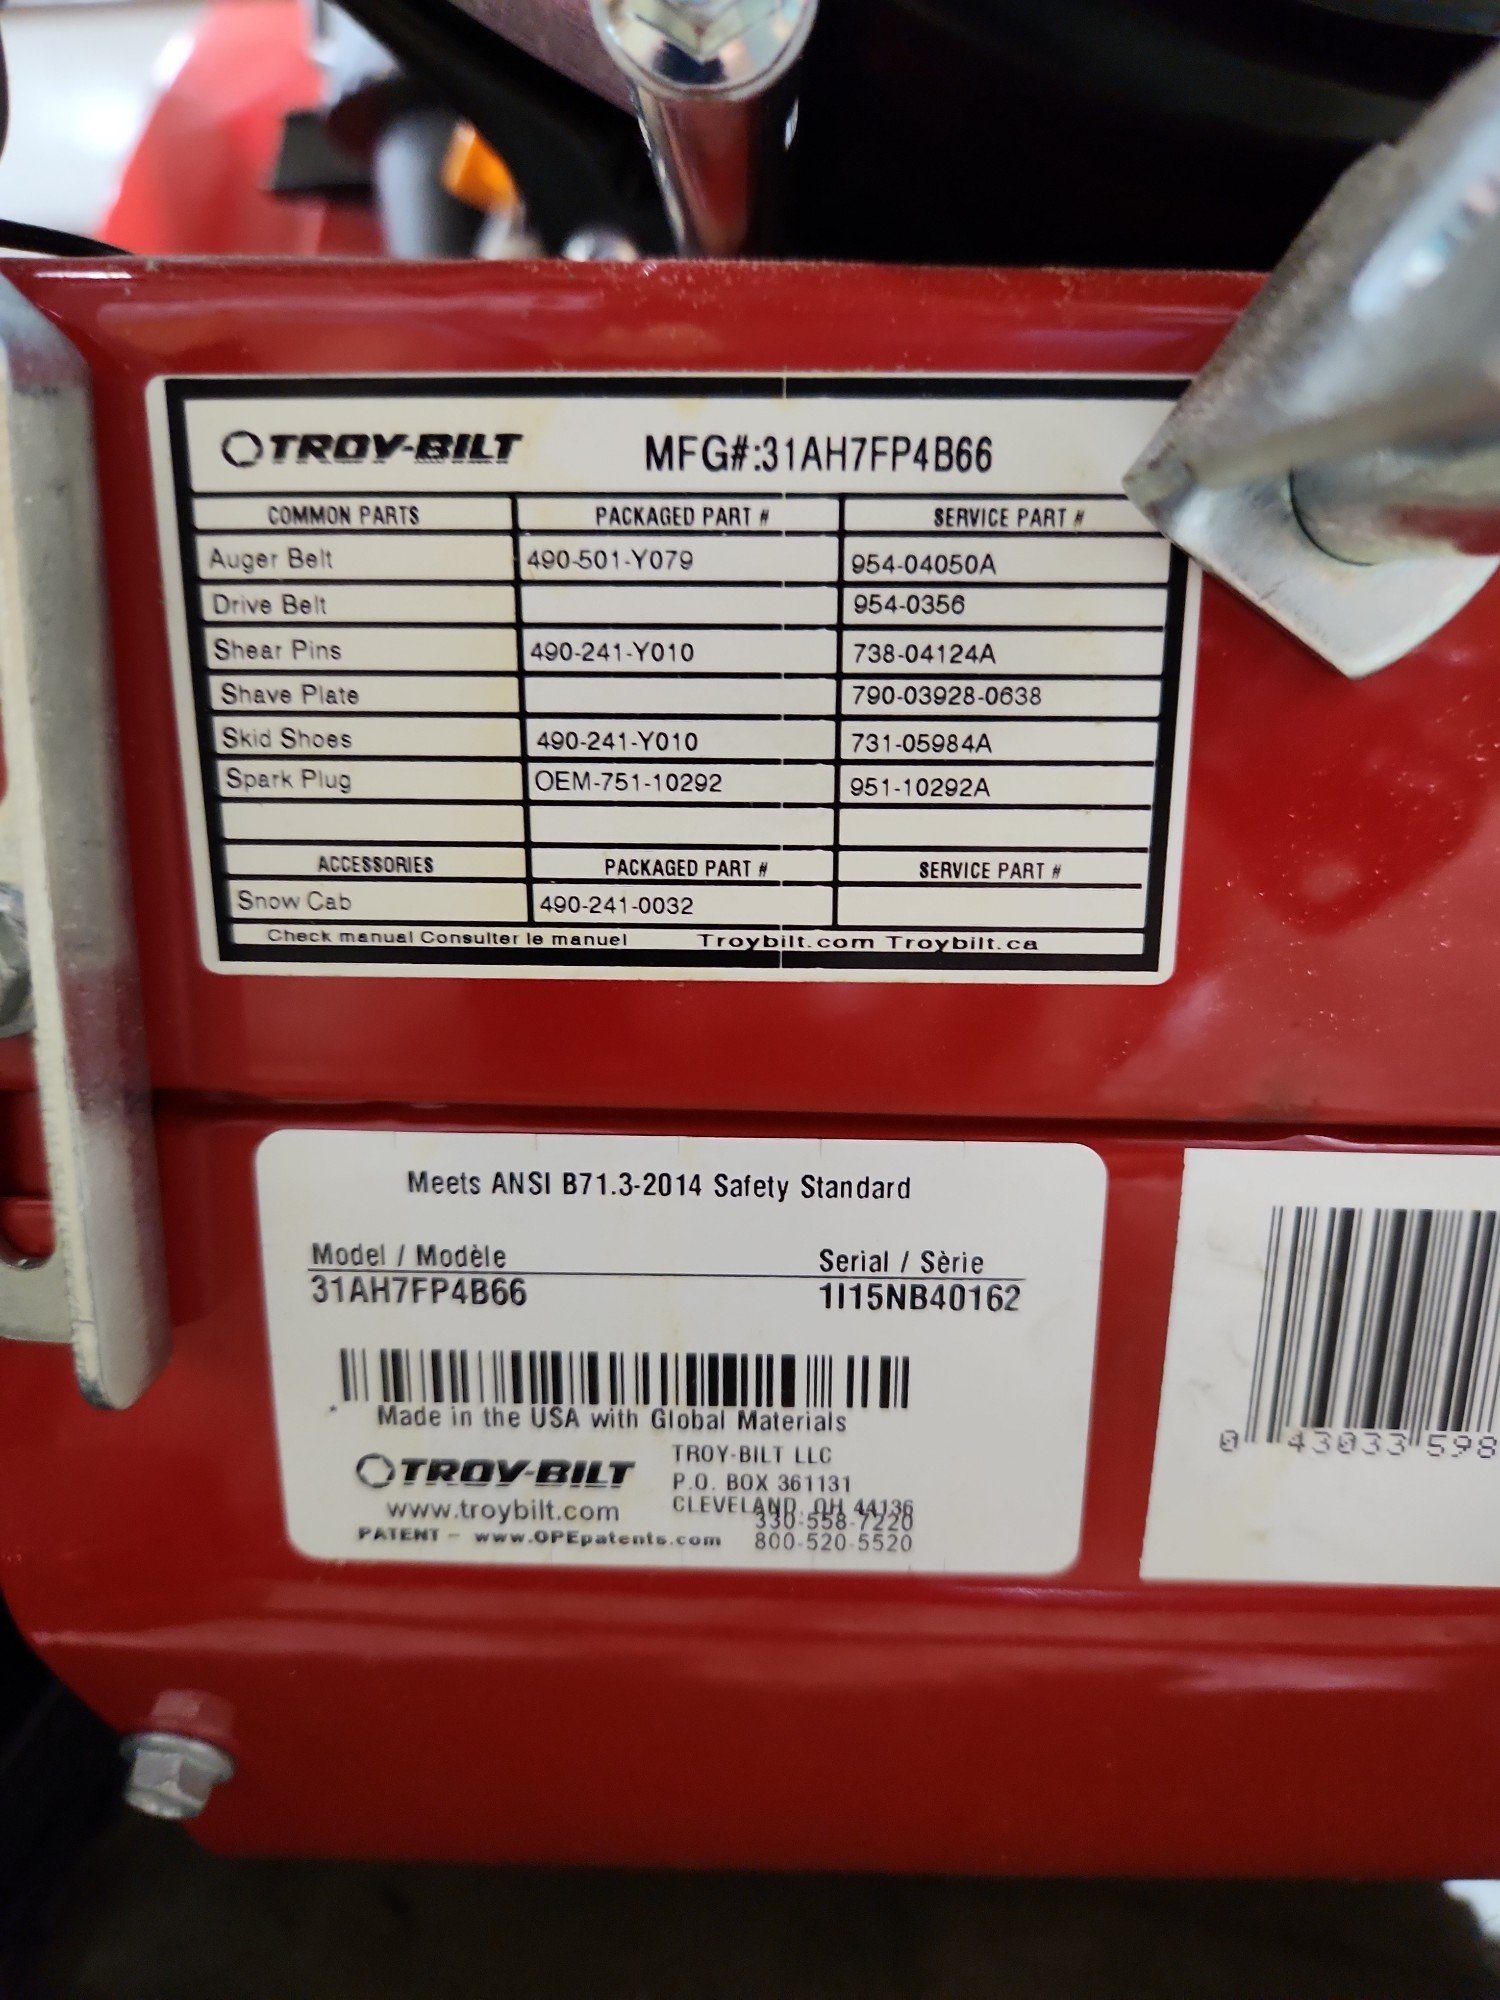 TROY-BILT MFG#:31AH7FP4B66
COMMON PARTS PACKAGED PART # SERVICE PART #
Auger Belt 490-501-Y079 954-04050A
Drive Belt 954-0356
Shear Pins 490-241-Y010 738-04124A
Shave Plate 790-03928-0638
Skid Shoes 490-241-Y010 731-05984A
Spark Plug OEM-751-10292 951-10292A
ACCESSORIES PACKAGED PART # SERVICE PART #
Snow Cab 490-241-0032
Check manual Consulter le manuel Troybilt.com Troybilt.ca
Meets ANSI B71.3-2014 Safety Standard
Model / Modèle Serial / Sèrie
31AH7FP4B66 1I15NB40162
Made in the USA with Global Materials
TROY-BILT TROY-BILT LLC
P.O. BOX 361131
www.troybilt.com CLEVELAND, OH 44136
330-558-7220
PATENT - www.OPEpatents.com 800-520-5520
0 43033 598